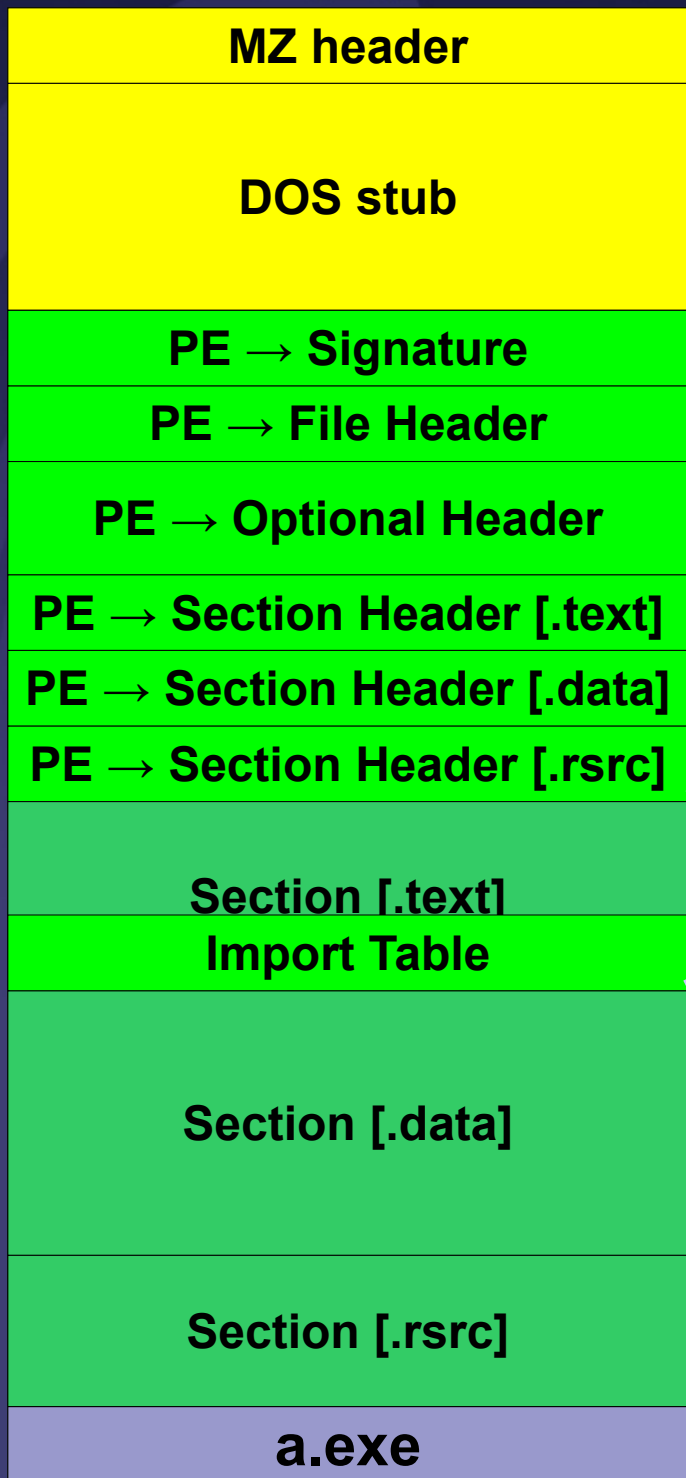 MZ header
DOS stub
PE → Signature
PE → File Header
PE → Optional Header
PE → Section Header [.text]
PE → Section Header [.data]
PE → Section Header [.rsrc]
Section [.text]
Import Table
Section [.data]
Section [.rsrc]
a.exe